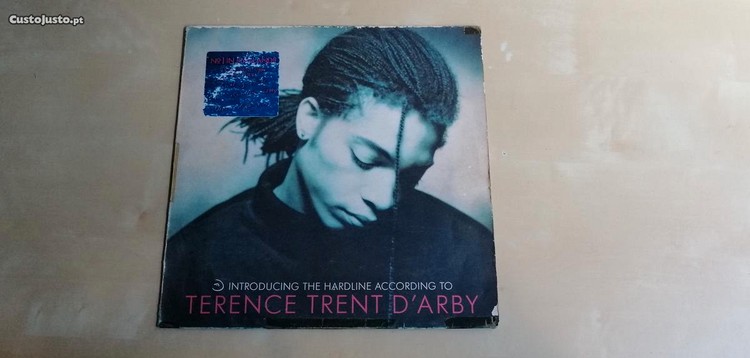 CustoJusto.pt
INTRODUCING THE HARDLINE ACCORDING TO
TERENCE TRENT D'ARBY